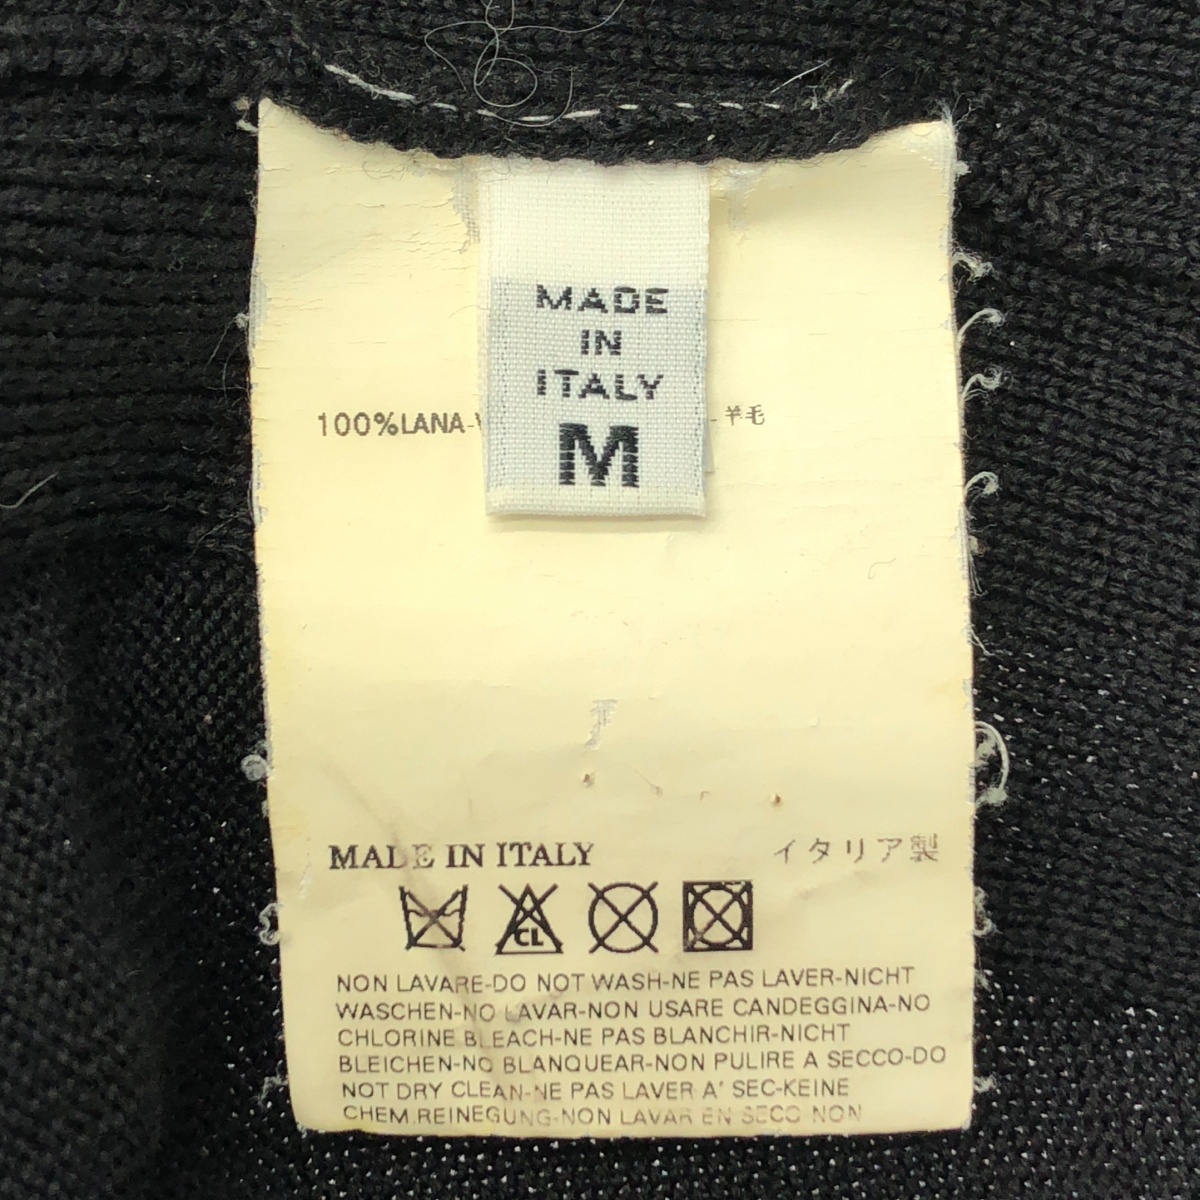 MADE
IN
ITALY
M
100%LANA- - 羊毛
MADE IN ITALY イタリア製
CL
NON LAVARE-DO NOT WASH-NE PAS LAVER-NICHT
WASCHEN-NO LAVAR-NON USARE CANDEGGINA-NO
CHLORINE BLEACH-NE PAS BLANCHIR-NICHT
BLEICHEN-NO BLANQUEAR-NON PULIRE A SECCO-DO
NOT DRY CLEAN-NE PAS LAVER A' SEC-KEINE
CHEM.REINEGUNG-NON LAVAR EN SECO NON